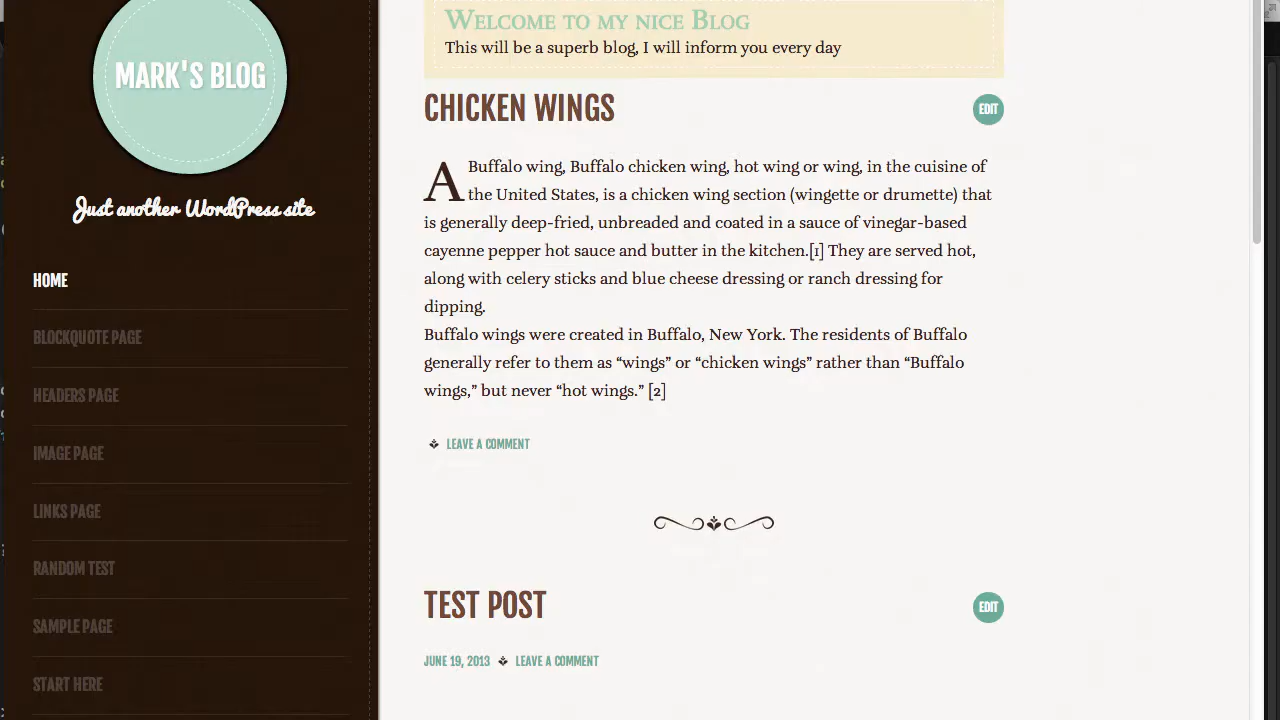 MARK'S BLOG
Just another WordPress site
HOME
BLOCKQUOTE PAGE
HEADERS PAGE
IMAGE PAGE
LINKS PAGE
RANDOM TEST
SAMPLE PAGE
START HERE
Welcome to my nice Blog
This will be a superb blog, I will inform you every day
CHICKEN WINGS
EDIT
A Buffalo wing, Buffalo chicken wing, hot wing or wing, in the cuisine of
the United States, is a chicken wing section (wingette or drumette) that
is generally deep-fried, unbreaded and coated in a sauce of vinegar-based
cayenne pepper hot sauce and butter in the kitchen.[1] They are served hot,
along with celery sticks and blue cheese dressing or ranch dressing for
dipping.
Buffalo wings were created in Buffalo, New York. The residents of Buffalo
generally refer to them as “wings” or “chicken wings” rather than “Buffalo
wings,” but never “hot wings.” [2]
LEAVE A COMMENT
TEST POST
EDIT
JUNE 19, 2013 LEAVE A COMMENT